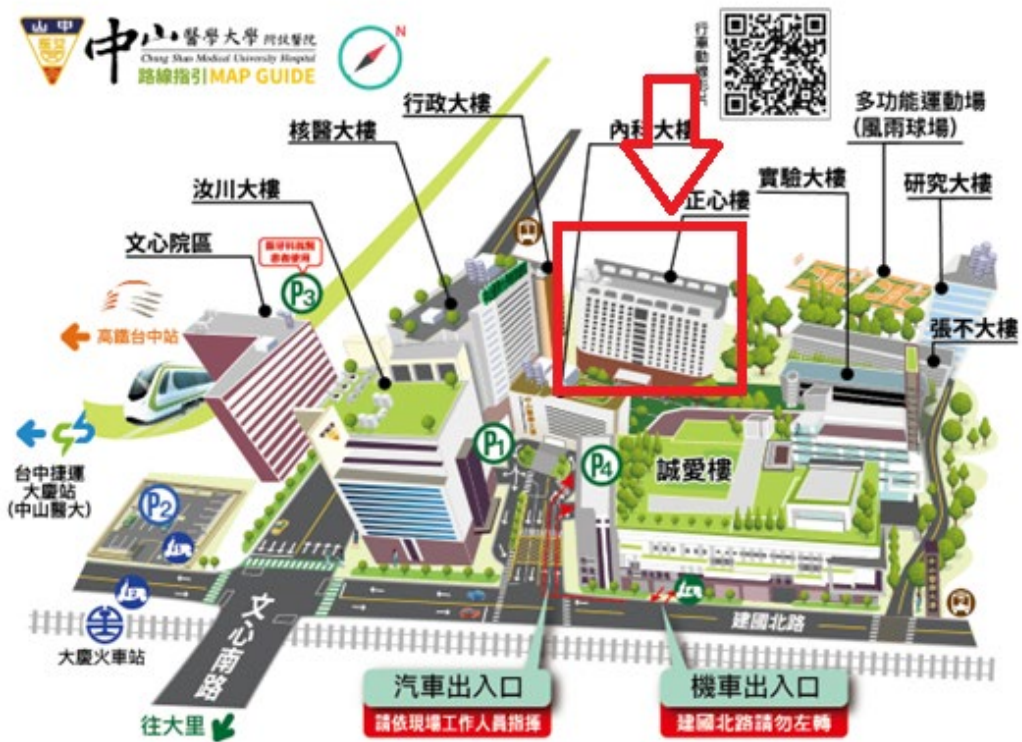 中山
中山醫學大學 附設醫院
Chung Shan Medical University Hospital
路線指引 MAP GUIDE
N
行政大樓
核醫大樓
內科大樓
多功能運動場
(風雨球場)
汝川大樓
正心樓
實驗大樓
研究大樓
文心院區
P3
高鐵台中站
張不大樓
台中捷運
大慶站
(中山醫大)
P1
P4
誠愛樓
P2
大慶火車站
文心南路
建國北路
往大里
汽車出入口
請依現場工作人員指揮
機車出入口
建國北路請勿左轉